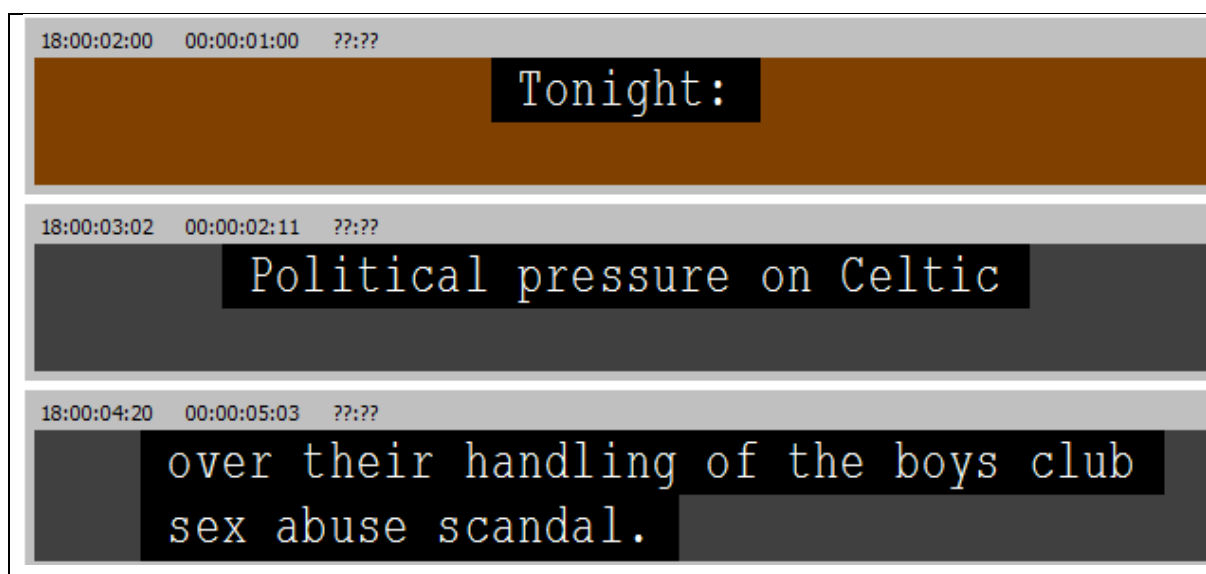 18:00:02:00 00:00:01:00 ??:??
Tonight:
18:00:03:02 00:00:02:11 ??:??
Political pressure on Celtic
18:00:04:20 00:00:05:03 ??:??
over their handling of the boys club
sex abuse scandal.